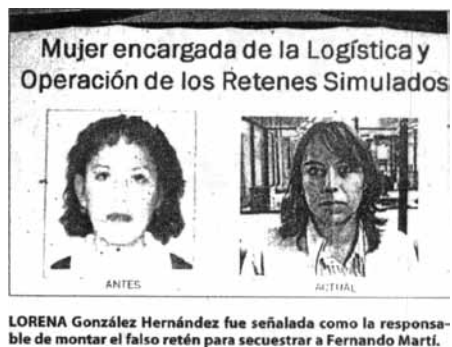 Mujer encargada de la Logística y
Operación de los Retenes Simulados
ANTES
ACTUAL
LORENA González Hernández fue señalada como la responsa-
ble de montar el falso retén para secuestrar a Fernando Martí.